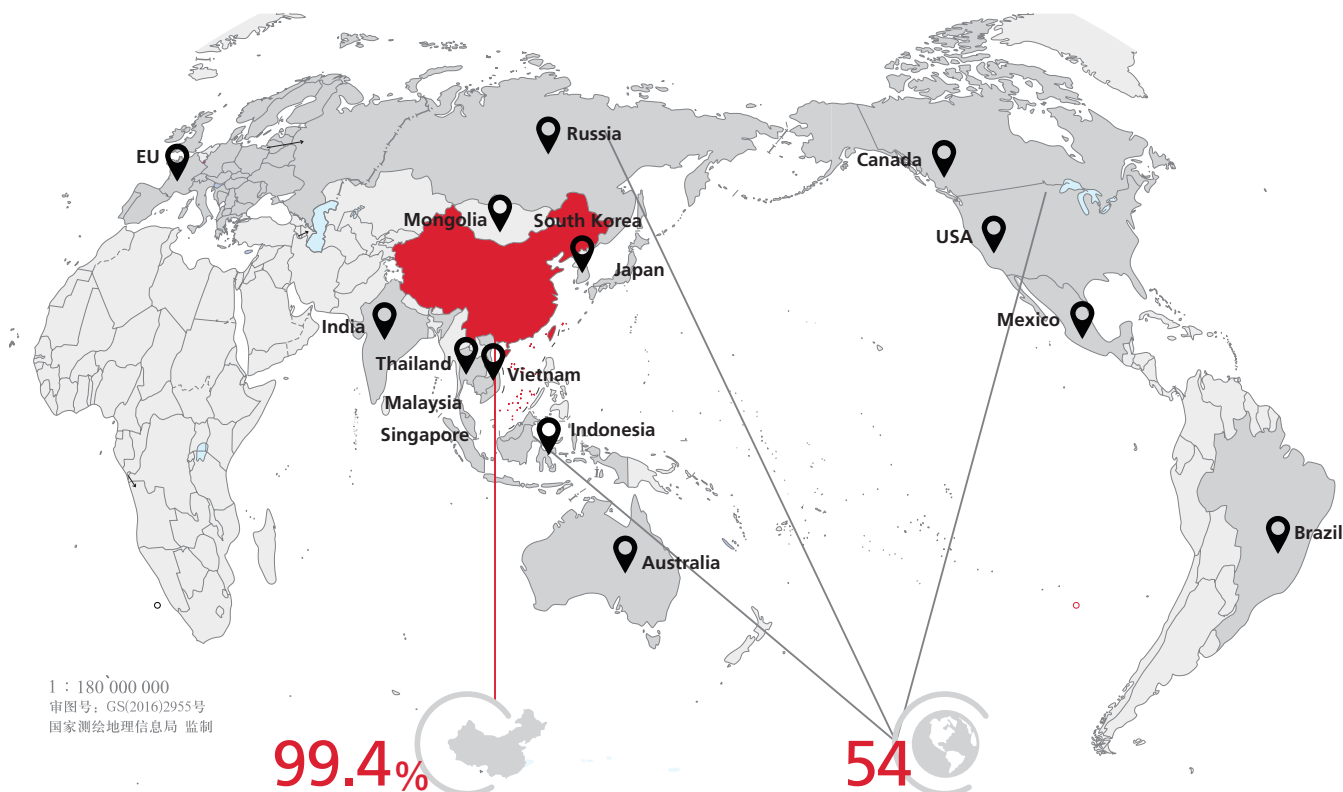 Russia
EU
Canada
Mongolia
South Korea
USA
Japan
India
Mexico
Thailand
Vietnam
Malaysia
Singapore
Indonesia
Brazil
Australia
1：180 000 000
审图号：GS(2016)2955号
国家测绘地理信息局 监制
99.4%
54